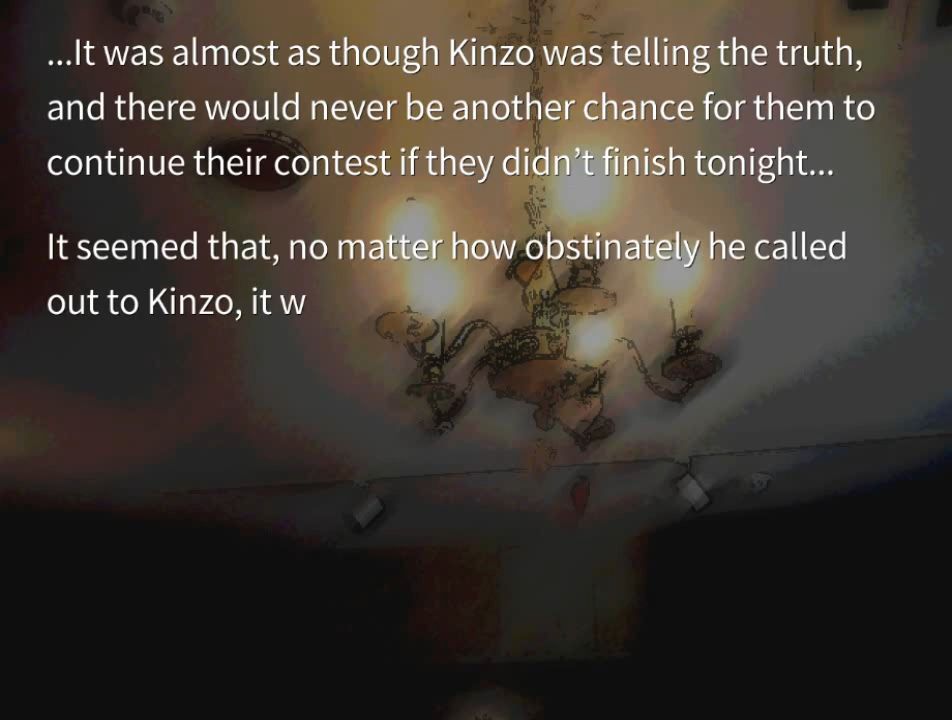 ...It was almost as though Kinzo was telling the truth,
and there would never be another chance for them to
continue their contest if they didn’t finish tonight...
It seemed that, no matter how obstinately he called
out to Kinzo, it w